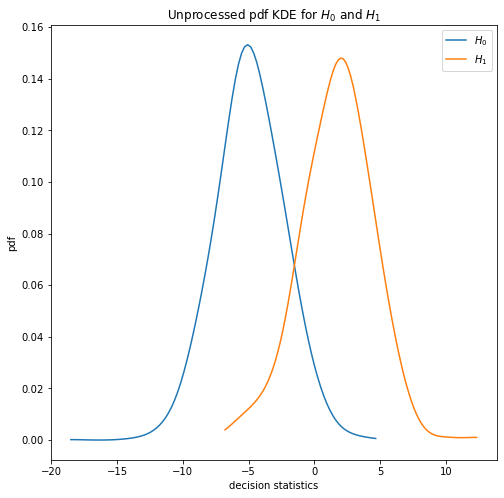 Unprocessed pdf KDE for H₀ and H₁
H₀
H₁
0.16
0.14
0.12
0.10
0.08
0.06
0.04
0.02
0.00
pdf
−20 −15 −10 −5 0 5 10
decision statistics